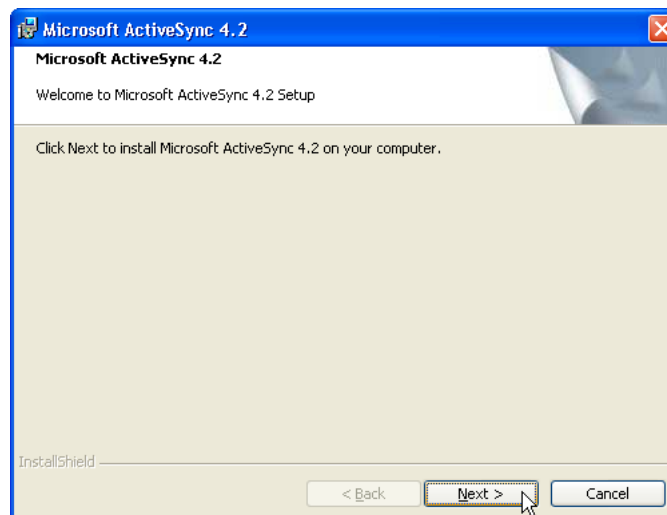 Microsoft ActiveSync 4.2
Microsoft ActiveSync 4.2
Welcome to Microsoft ActiveSync 4.2 Setup
Click Next to install Microsoft ActiveSync 4.2 on your computer.
InstallShield
< Back Next > Cancel